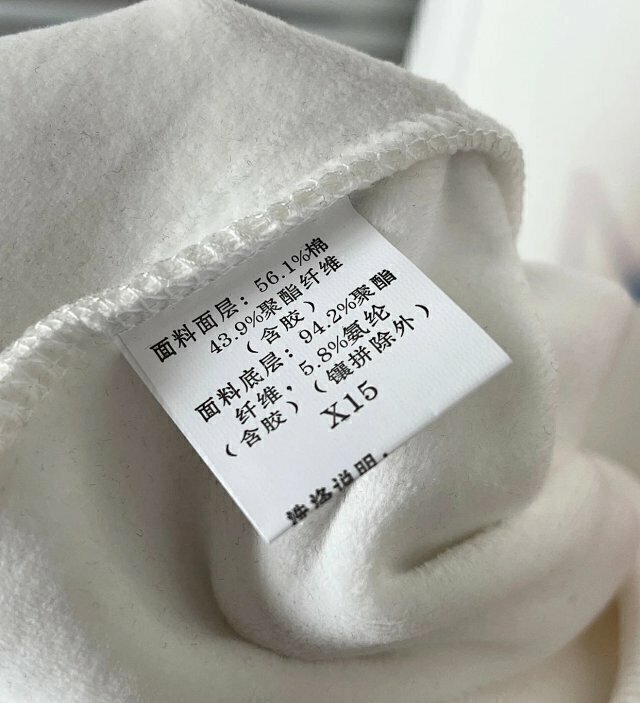 面料面层：56.1%棉
43.9%聚酯纤维
（含胶）
面料底层：94.2%聚酯
纤维，5.8%氨纶
（含胶）（镶拼除外）
X15